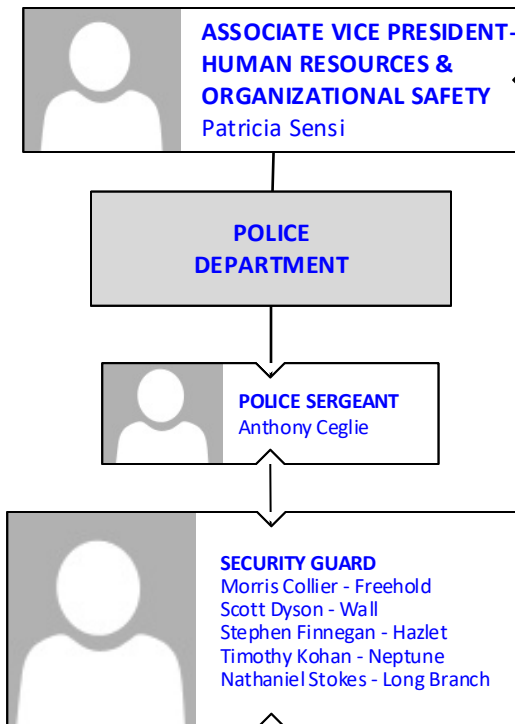 ASSOCIATE VICE PRESIDENT-
HUMAN RESOURCES &
ORGANIZATIONAL SAFETY
Patricia Sensi
POLICE
DEPARTMENT
POLICE SERGEANT
Anthony Ceglie
SECURITY GUARD
Morris Collier - Freehold
Scott Dyson - Wall
Stephen Finnegan - Hazlet
Timothy Kohan - Neptune
Nathaniel Stokes - Long Branch